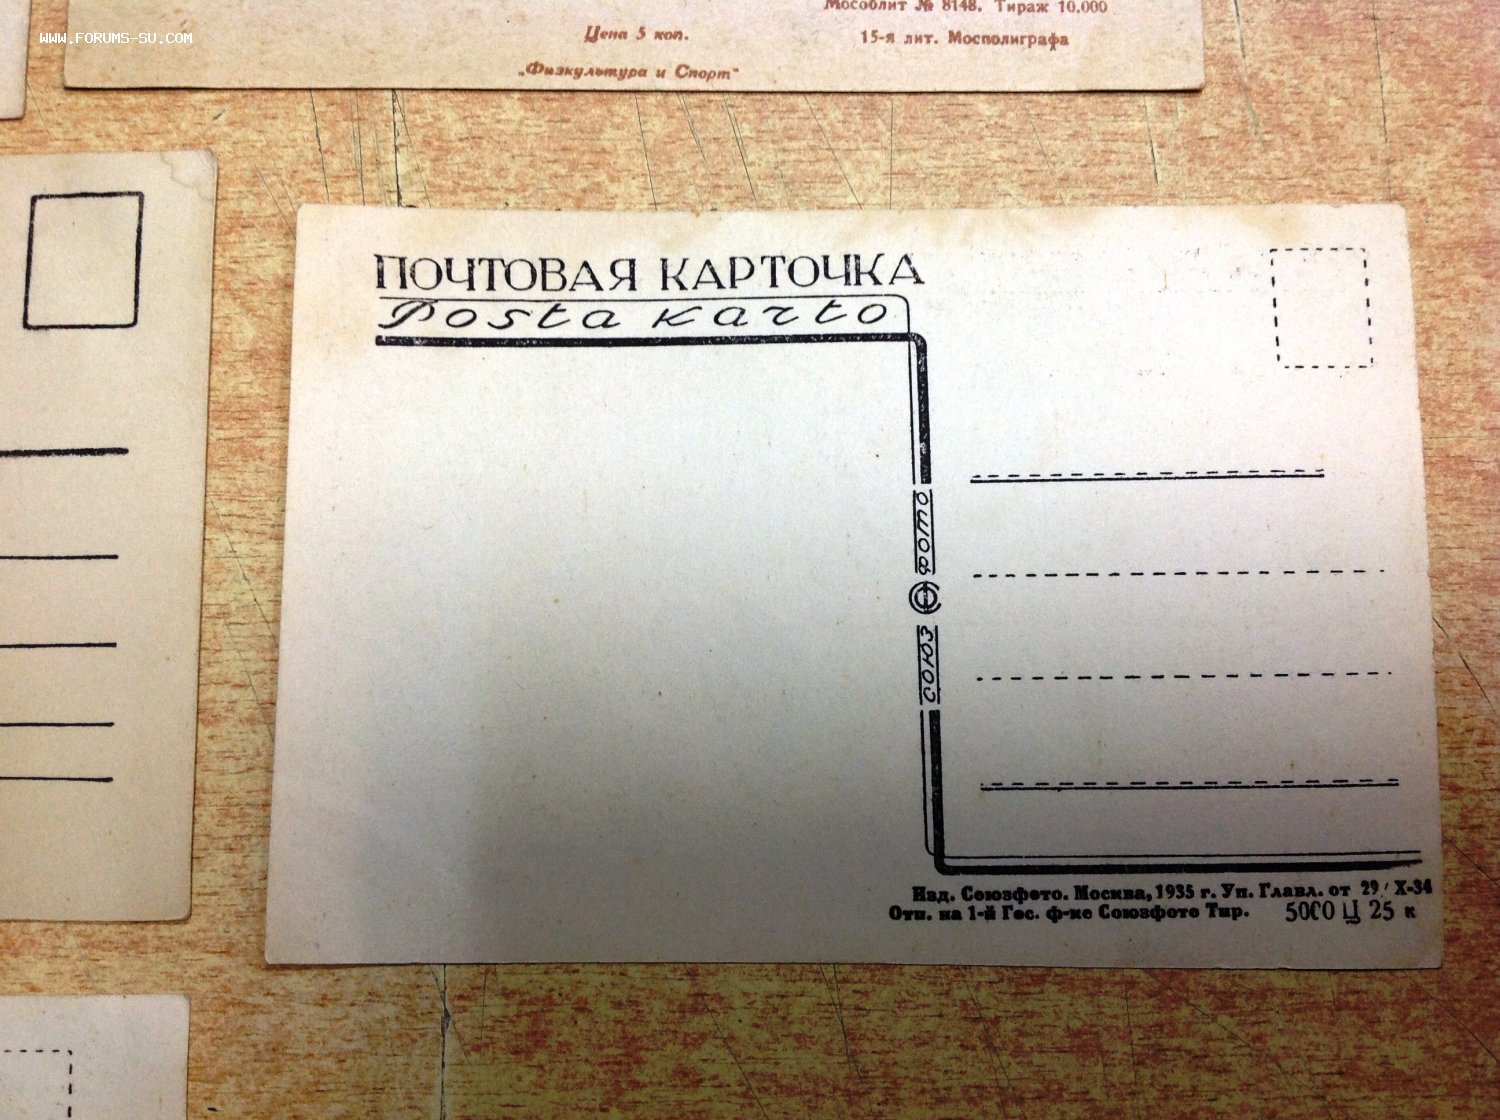 www.FORUMS-SU.COM
Мособлит № 8148. Тираж 10.000
Цена 5 коп.
15-я лит. Мосполиграфа
„Физкультура и Спорт“
ПОЧТОВАЯ КАРТОЧКА
Posta karto
СОЮЗ ФОТО
Изд. Союзфото. Москва, 1935 г. Уп. Главл. от 29/X-34
Отп. на 1-й Гос. ф-ке Союзфото Тир. 5000 Ц 25 к